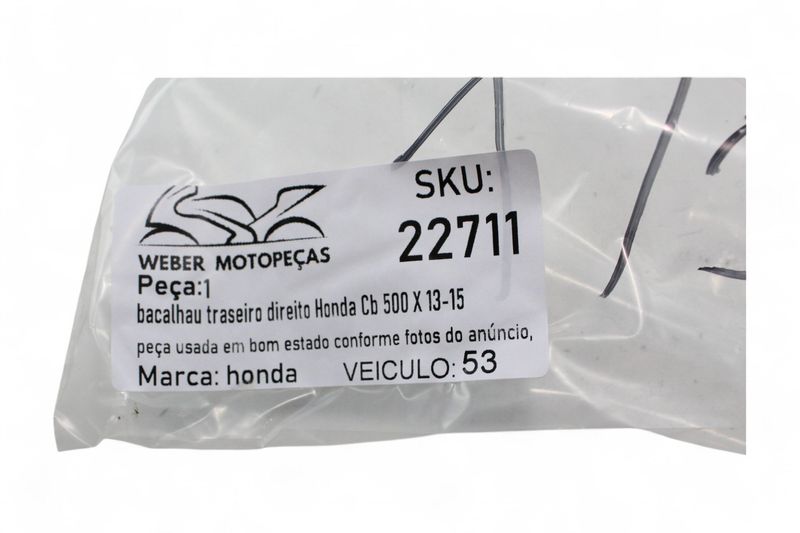 WEBER MOTOPEÇAS
SKU:
22711
Peça:1
bacalhau traseiro direito Honda Cb 500 X 13-15
peça usada em bom estado conforme fotos do anúncio,
Marca: honda VEICULO: 53